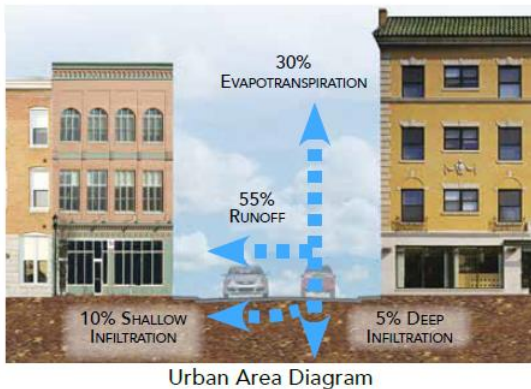 30%
EVAPOTRANSPIRATION
55%
RUNOFF
10% SHALLOW
INFILTRATION
5% DEEP
INFILTRATION
Urban Area Diagram